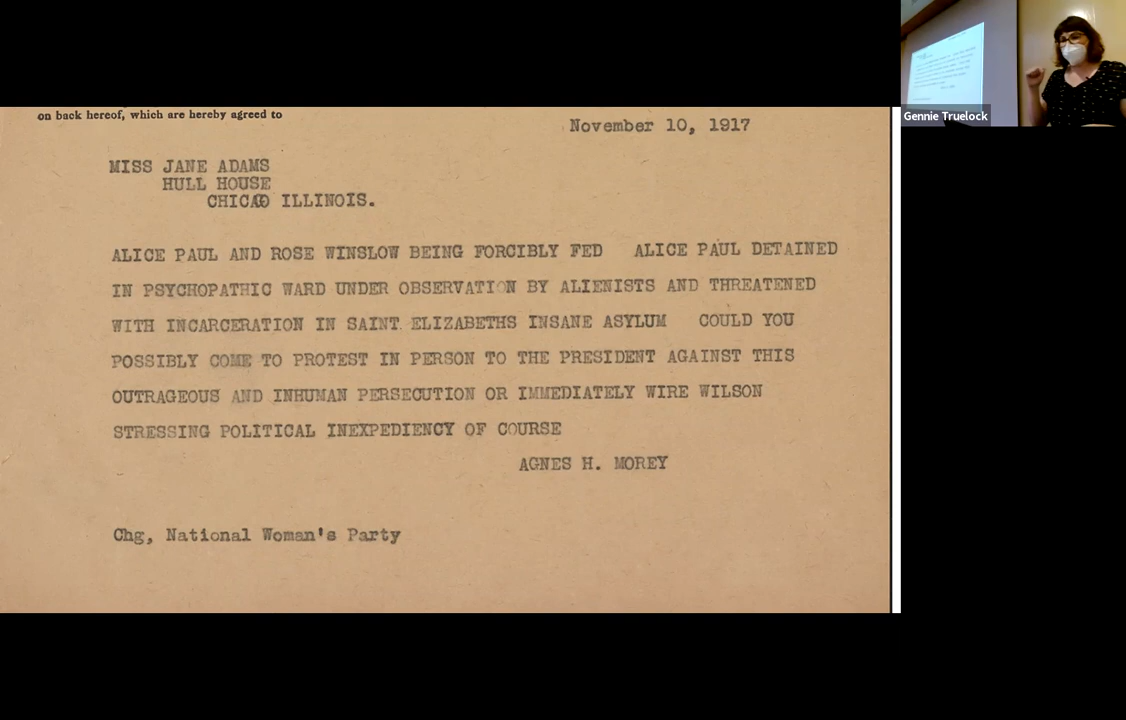 on back hereof, which are hereby agreed to
November 10, 1917
MISS JANE ADAMS
HULL HOUSE
CHICAO ILLINOIS.
ALICE PAUL AND ROSE WINSLOW BEING FORCIBLY FED ALICE PAUL DETAINED
IN PSYCHOPATHIC WARD UNDER OBSERVATION BY ALIENISTS AND THREATENED
WITH INCARCERATION IN SAINT ELIZABETHS INSANE ASYLUM COULD YOU
POSSIBLY COME TO PROTEST IN PERSON TO THE PRESIDENT AGAINST THIS
OUTRAGEOUS AND INHUMAN PERSECUTION OR IMMEDIATELY WIRE WILSON
STRESSING POLITICAL INEXPEDIENCY OF COURSE
AGNES H. MOREY
Chg, National Woman's Party
Gennie Truelock